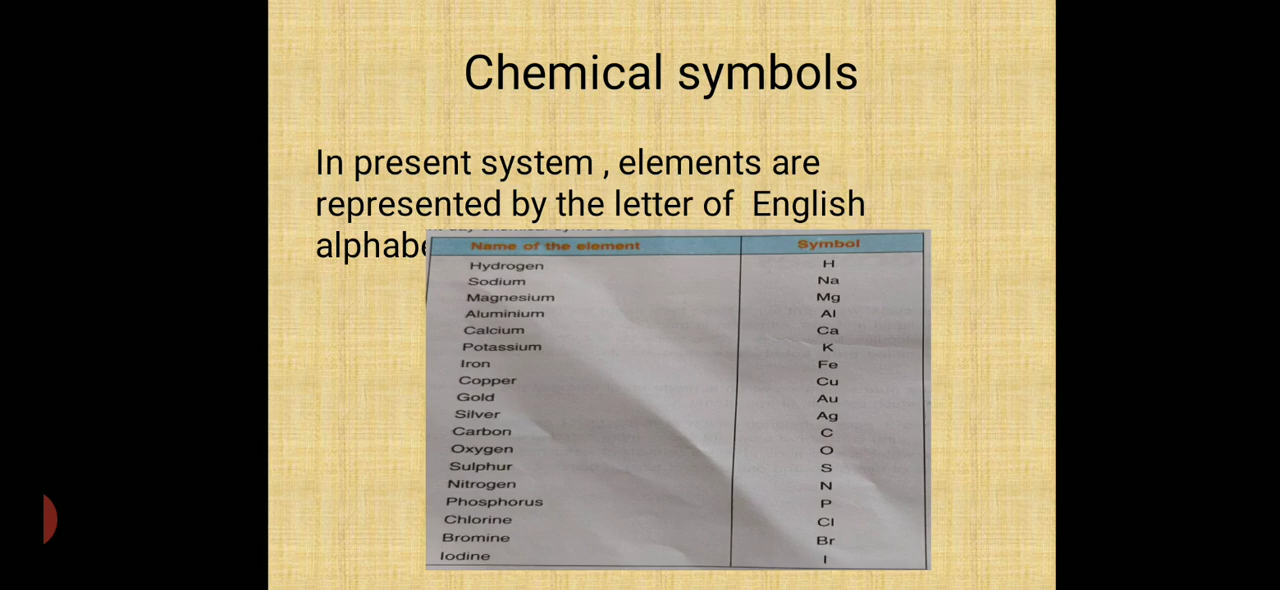 Chemical symbols
In present system , elements are
represented by the letter of English
Name of the element Symbol
Hydrogen H
Sodium Na
Magnesium Mg
Aluminium Al
Calcium Ca
Potassium K
Iron Fe
Copper Cu
Gold Au
Silver Ag
Carbon C
Oxygen O
Sulphur S
Nitrogen N
Phosphorus P
Chlorine Cl
Bromine Br
Iodine I